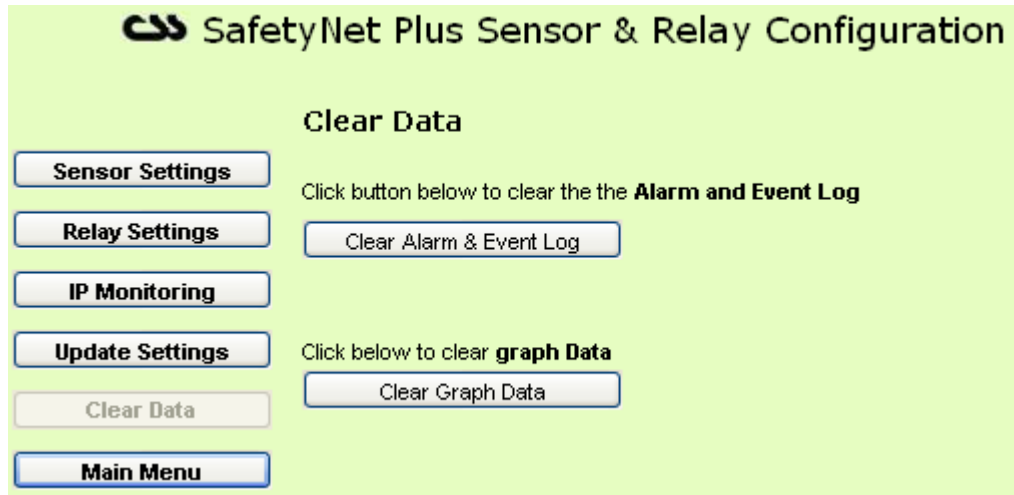 CSS SafetyNet Plus Sensor & Relay Configuration
Clear Data
Sensor Settings
Click button below to clear the the Alarm and Event Log
Relay Settings
Clear Alarm & Event Log
IP Monitoring
Update Settings
Click below to clear graph Data
Clear Graph Data
Clear Data
Main Menu